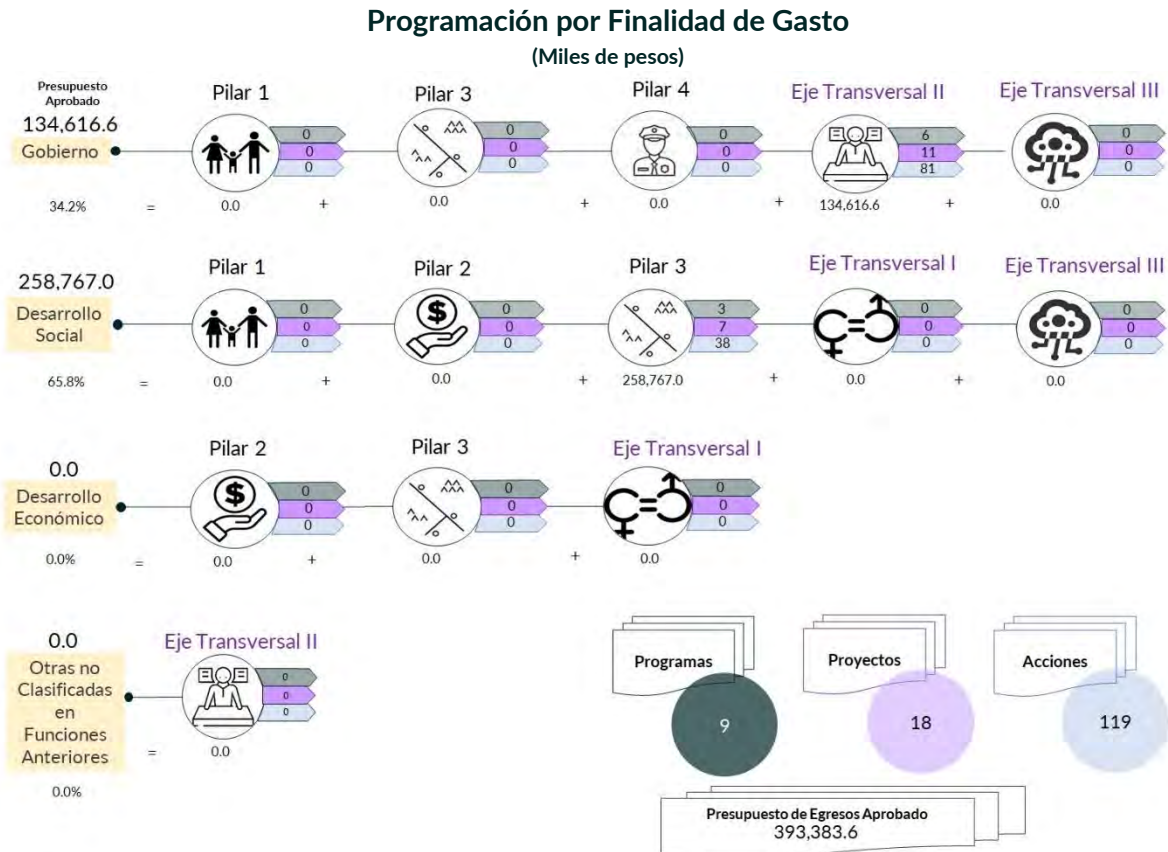 Programación por Finalidad de Gasto
(Miles de pesos)
Presupuesto
Aprobado
134,616.6
Gobierno
34.2%
=
Pilar 1
0
0
0
0.0
+
Pilar 3
0
0
0
0.0
+
Pilar 4
0
0
0
0.0
+
Eje Transversal II
6
11
81
134,616.6
+
Eje Transversal III
0
0
0
0.0
258,767.0
Desarrollo
Social
65.8%
=
Pilar 1
0
0
0
0.0
+
Pilar 2
0
0
0
0.0
+
Pilar 3
3
7
38
258,767.0
+
Eje Transversal I
0
0
0
0.0
+
Eje Transversal III
0
0
0
0.0
0.0
Desarrollo
Económico
0.0%
=
Pilar 2
0
0
0
0.0
+
Pilar 3
0
0
0
0.0
+
Eje Transversal I
0
0
0
0.0
0.0
Otras no
Clasificadas
en
Funciones
Anteriores
0.0%
=
Eje Transversal II
0
0
0
0.0
Programas
9
Proyectos
18
Acciones
119
Presupuesto de Egresos Aprobado
393,383.6